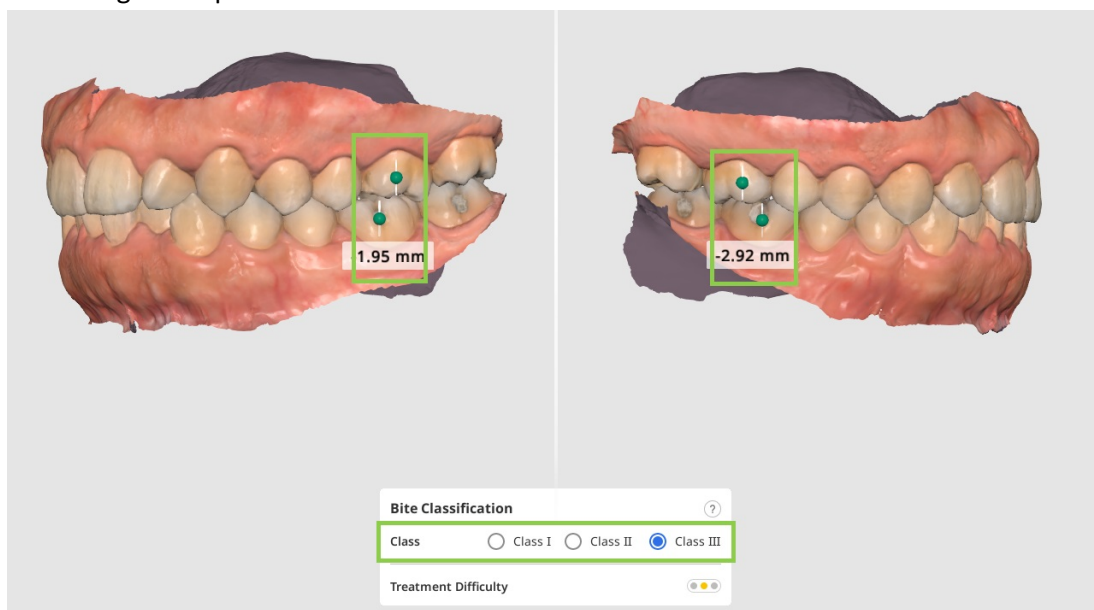 1.95 mm
-2.92 mm
Bite Classification
?
Class Class I Class II Class III
Treatment Difficulty